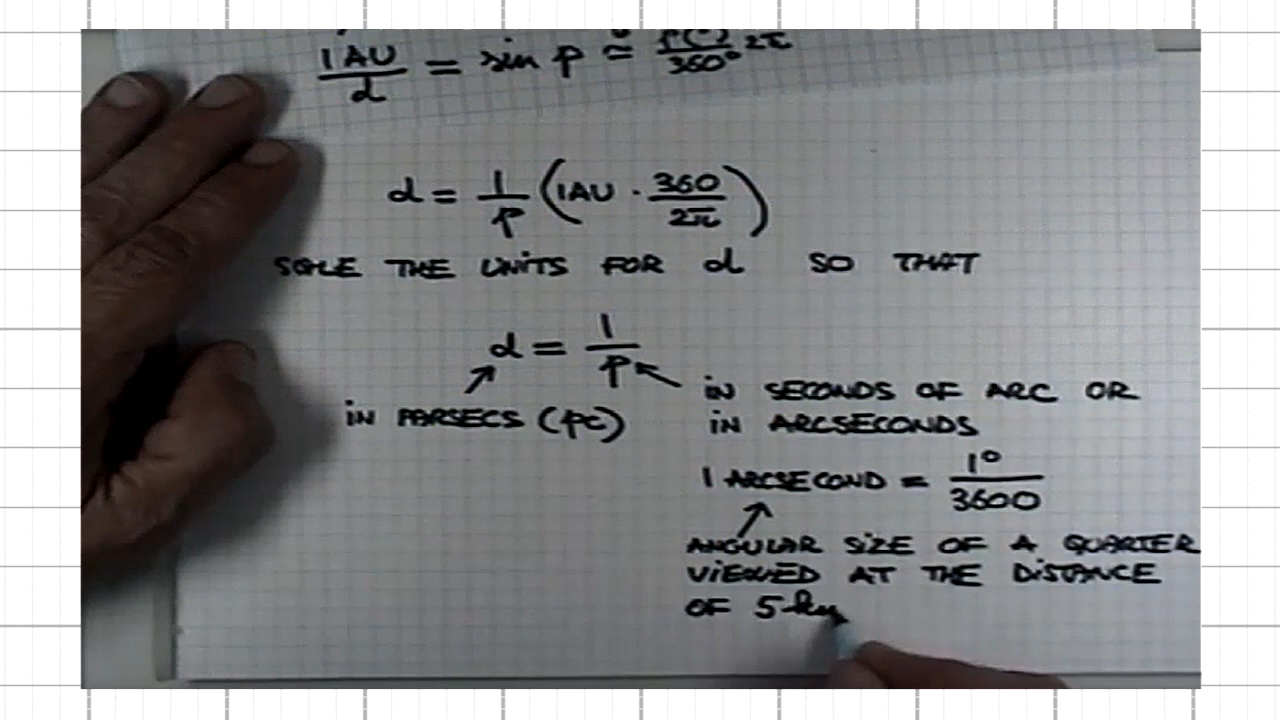 1 AU / d = sin p ≃ p(°) / 360° 2π
d = 1/p (1AU · 360/2π)
SCALE THE UNITS FOR d SO THAT
d = 1/p
IN SECONDS OF ARC OR
IN PARSECS (pc)
IN ARCSECONDS
1 ARCSECOND = 1°/3600
ANGULAR SIZE OF A QUARTER
VIEWED AT THE DISTANCE
OF 5 km